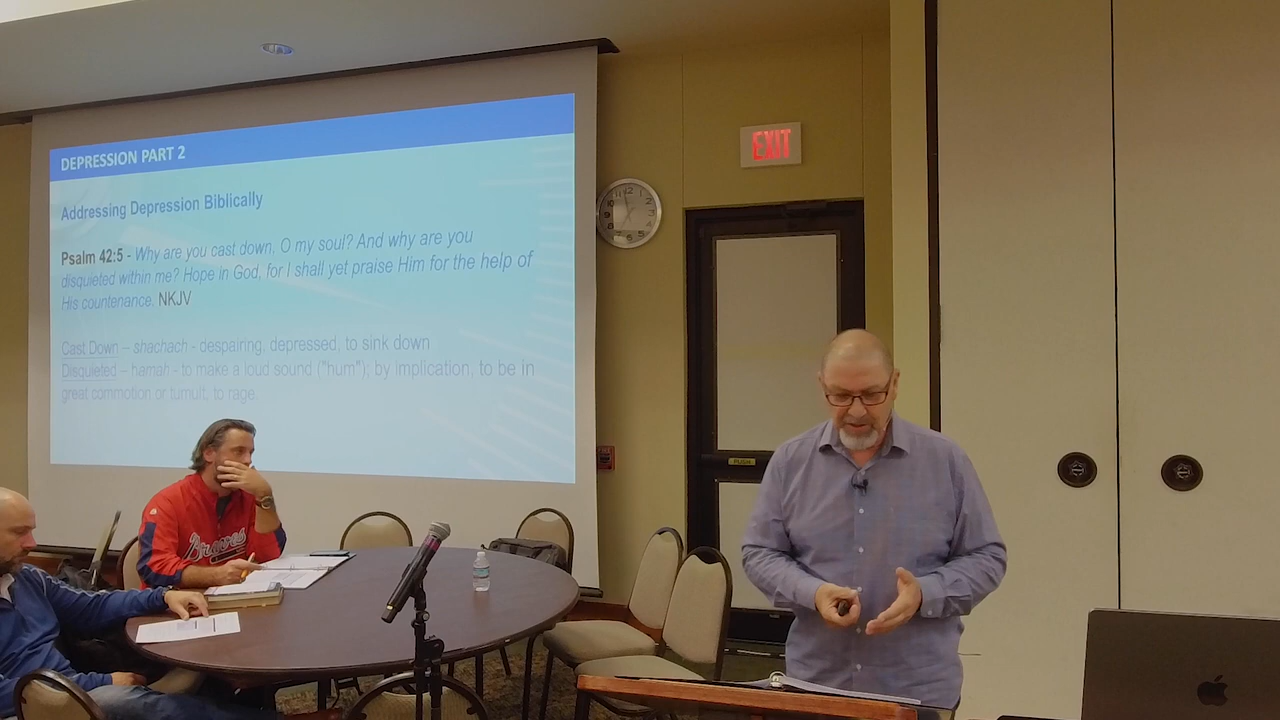 DEPRESSION PART 2
Addressing Depression Biblically
Psalm 42:5 - Why are you cast down, O my soul? And why are you
disquieted within me? Hope in God, for I shall yet praise Him for the help of
His countenance. NKJV
Cast Down – shachach - despairing, depressed, to sink down
Disquieted – hamah - to make a loud sound ("hum"); by implication, to be in
great commotion or tumult, to rage.
EXIT
PUSH
Braves